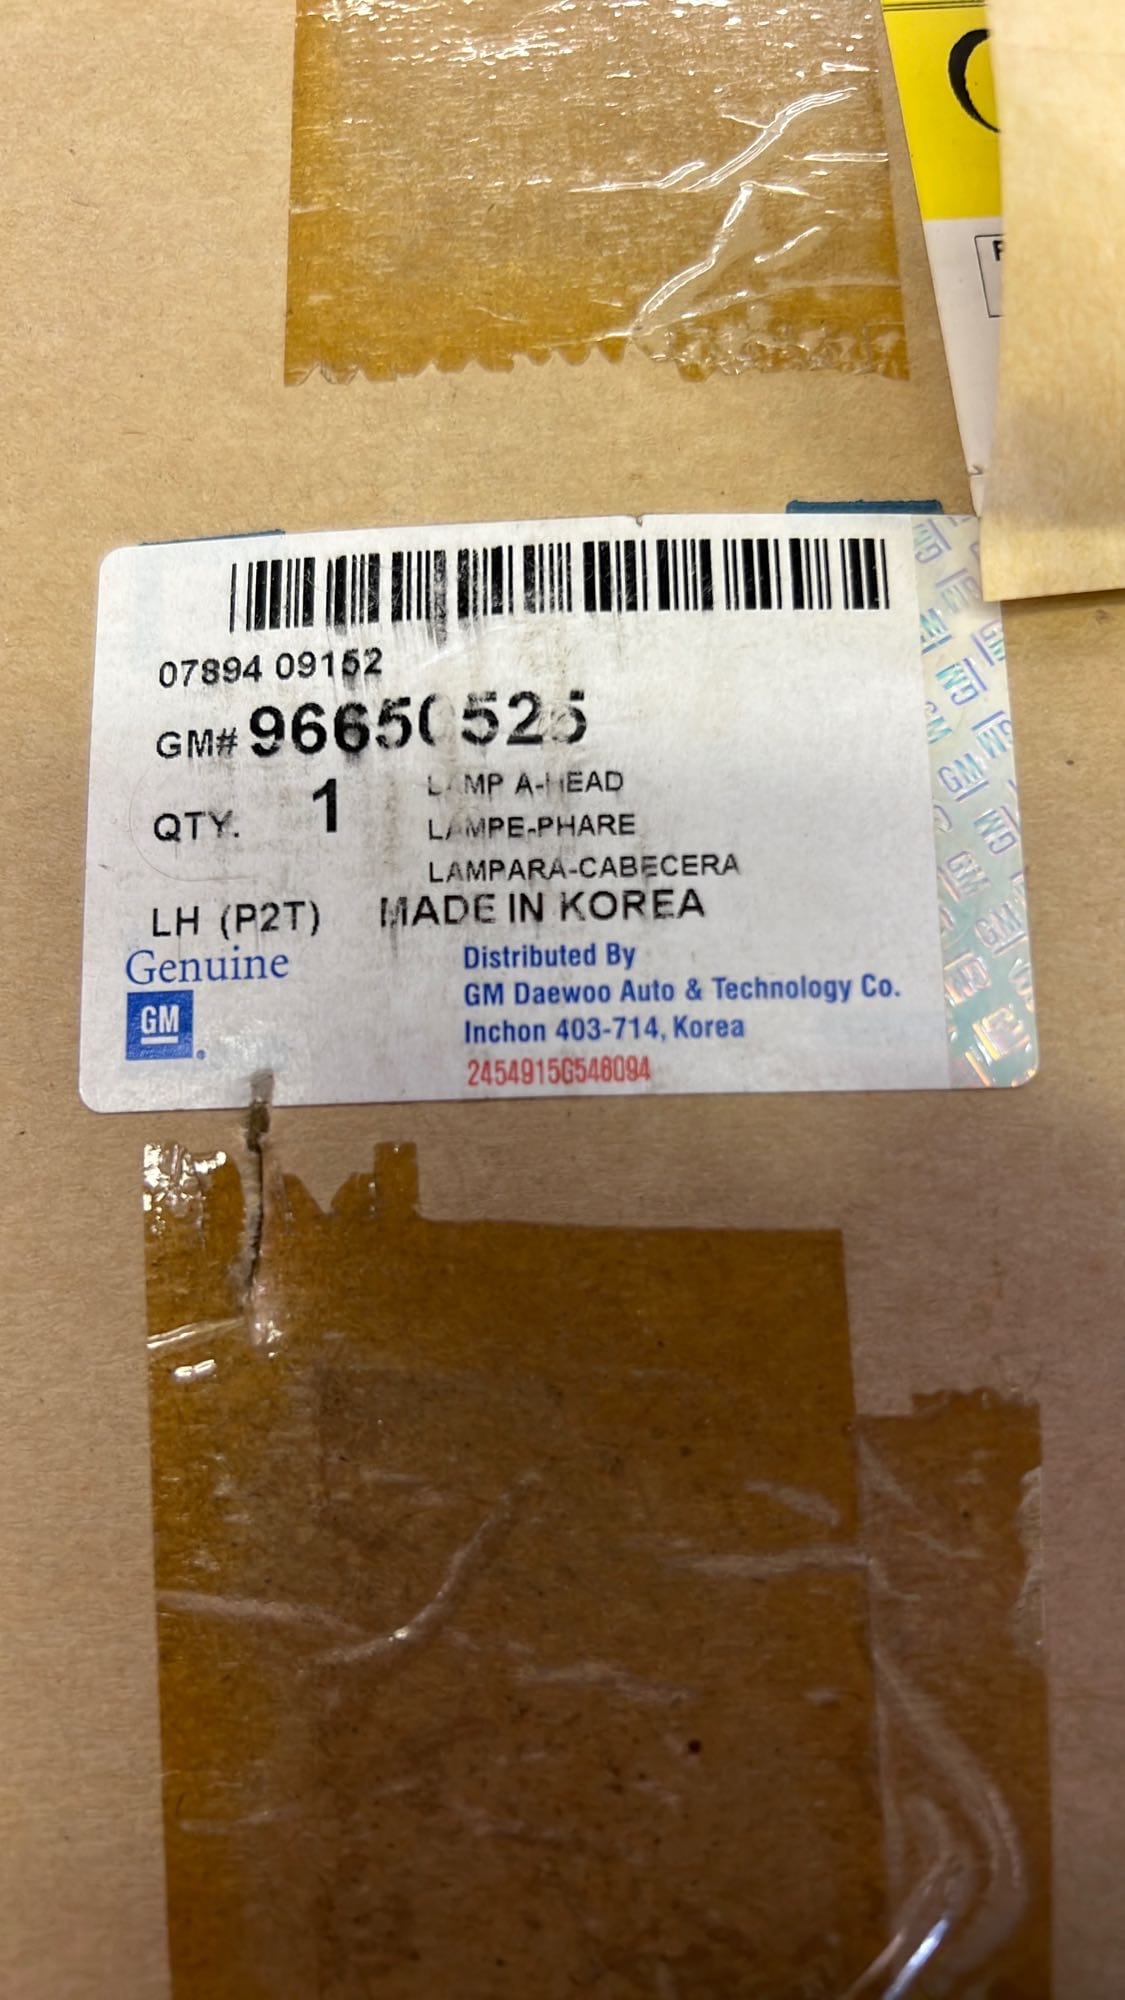 07894 09152
GM# 96650525
QTY. 1
LAMP A-HEAD
LAMPE-PHARE
LAMPARA-CABECERA
LH (P2T) MADE IN KOREA
Genuine
GM
Distributed By
GM Daewoo Auto & Technology Co.
Inchon 403-714, Korea
2454915G548094